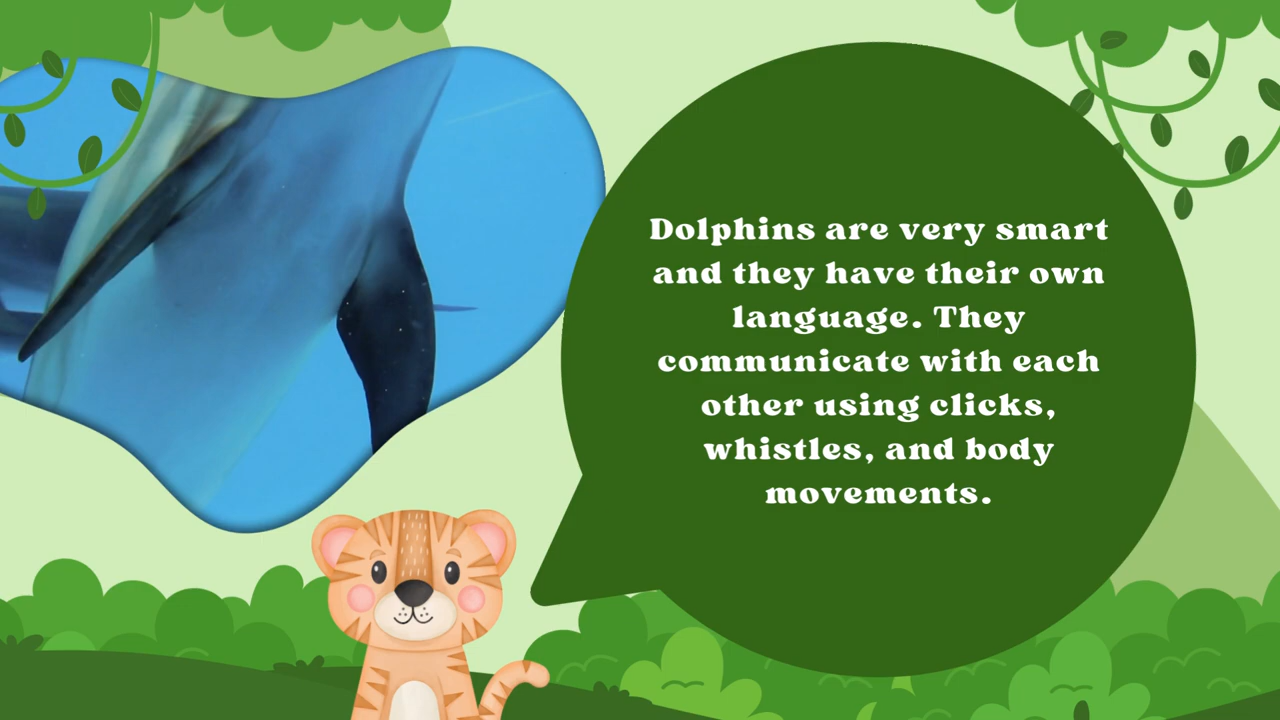 Dolphins are very smart
and they have their own
language. They
communicate with each
other using clicks,
whistles, and body
movements.